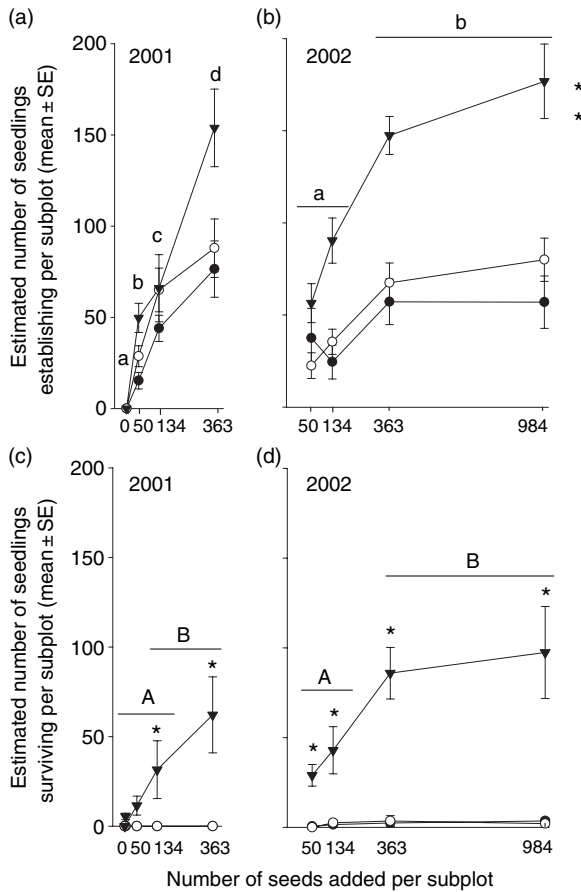 (a)
2001
200
150
100
50
0
a
b
c
d
0 50 134 363
Estimated number of seedlings
establishing per subplot (mean ± SE)
(b)
2002
a
b
*
*
50 134 363 984
(c)
2001
200
150
100
50
0
A
B
*
*
0 50 134 363
Estimated number of seedlings
surviving per subplot (mean ± SE)
(d)
2002
A
B
*
*
*
*
50 134 363 984
Number of seeds added per subplot